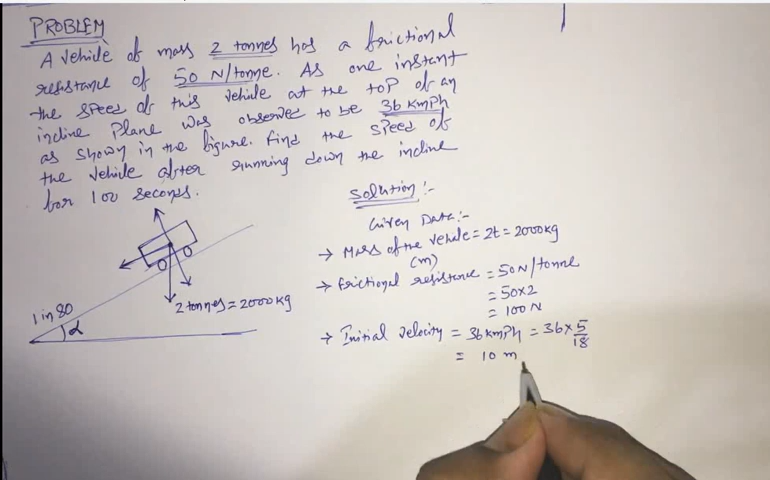 PROBLEM
A vehicle of mass 2 tonnes has a frictional
resistance of 50 N/tonne. As one instant
the speed of this vehicle at the top of an
incline plane was observed to be 36 KmPh
as shown in the figure. Find the speed of
the vehicle after running down the incline
for 100 seconds.
Solution :-
Given Data:-
→ Mass of the vehicle = 2t = 2000kg
(m)
→ frictional resistance = 50 N/tonne
= 50x2
= 100 N
→ Initial velocity = 36 KmPh = 36 x 5/18
= 10 m
2 tonnes = 2000 kg
1 in 80
α